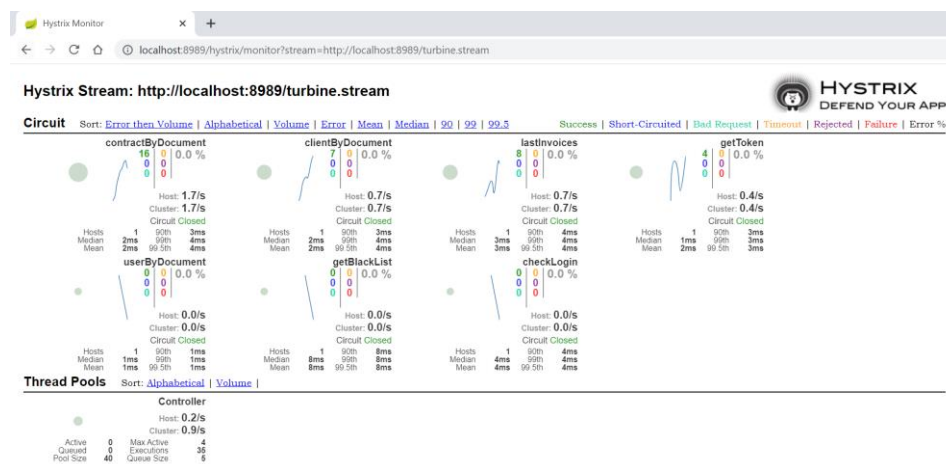 Hystrix Monitor
localhost:8989/hystrix/monitor?stream=http://localhost:8989/turbine.stream
Hystrix Stream: http://localhost:8989/turbine.stream
HYSTRIX
DEFEND YOUR APP
Circuit Sort: Error then Volume | Alphabetical | Volume | Error | Mean | Median | 90 | 99 | 99.5
Success | Short-Circuited | Bad Request | Timeout | Rejected | Failure | Error %
contractByDocument
16 0 0.0 %
0 0
0 0
Host: 1.7/s
Cluster: 1.7/s
Circuit Closed
Hosts 1 90th 3ms
Median 2ms 99th 4ms
Mean 2ms 99.5th 4ms
clientByDocument
7 0 0.0 %
0 0
0 0
Host: 0.7/s
Cluster: 0.7/s
Circuit Closed
Hosts 1 90th 3ms
Median 2ms 99th 4ms
Mean 2ms 99.5th 4ms
lastInvoices
8 0 0.0 %
0 0
0 0
Host: 0.7/s
Cluster: 0.7/s
Circuit Closed
Hosts 1 90th 4ms
Median 3ms 99th 4ms
Mean 3ms 99.5th 4ms
getToken
4 0 0.0 %
0 0
0 0
Host: 0.4/s
Cluster: 0.4/s
Circuit Closed
Hosts 1 90th 3ms
Median 1ms 99th 3ms
Mean 2ms 99.5th 3ms
userByDocument
0 0 0.0 %
0 0
0 0
Host: 0.0/s
Cluster: 0.0/s
Circuit Closed
Hosts 1 90th 1ms
Median 1ms 99th 1ms
Mean 1ms 99.5th 1ms
getBlackList
0 0 0.0 %
0 0
0 0
Host: 0.0/s
Cluster: 0.0/s
Circuit Closed
Hosts 1 90th 8ms
Median 8ms 99th 8ms
Mean 8ms 99.5th 8ms
checkLogin
0 0 0.0 %
0 0
0 0
Host: 0.0/s
Cluster: 0.0/s
Circuit Closed
Hosts 1 90th 4ms
Median 4ms 99th 4ms
Mean 4ms 99.5th 4ms
Thread Pools Sort: Alphabetical | Volume |
Controller
Host: 0.2/s
Cluster: 0.9/s
Active 0 Max Active 4
Queued 0 Executions 35
Pool Size 40 Queue Size 5